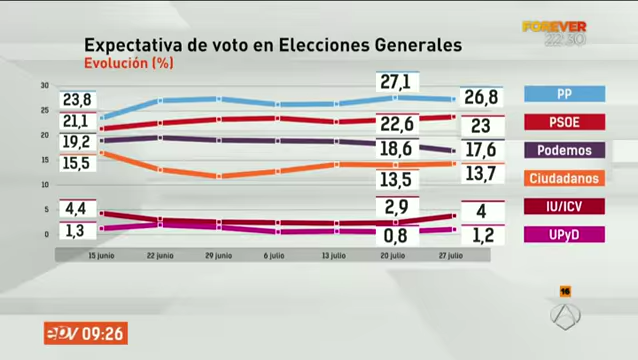 FOREVER
22:30
Expectativa de voto en Elecciones Generales
Evolución (%)
30
25
20
15
10
5
0
23,8
21,1
19,2
15,5
4,4
1,3
27,1
22,6
18,6
13,5
2,9
0,8
26,8
23
17,6
13,7
4
1,2
PP
PSOE
Podemos
Ciudadanos
IU/ICV
UPyD
15 junio
22 junio
29 junio
6 julio
13 julio
20 julio
27 julio
16
epv 09:26